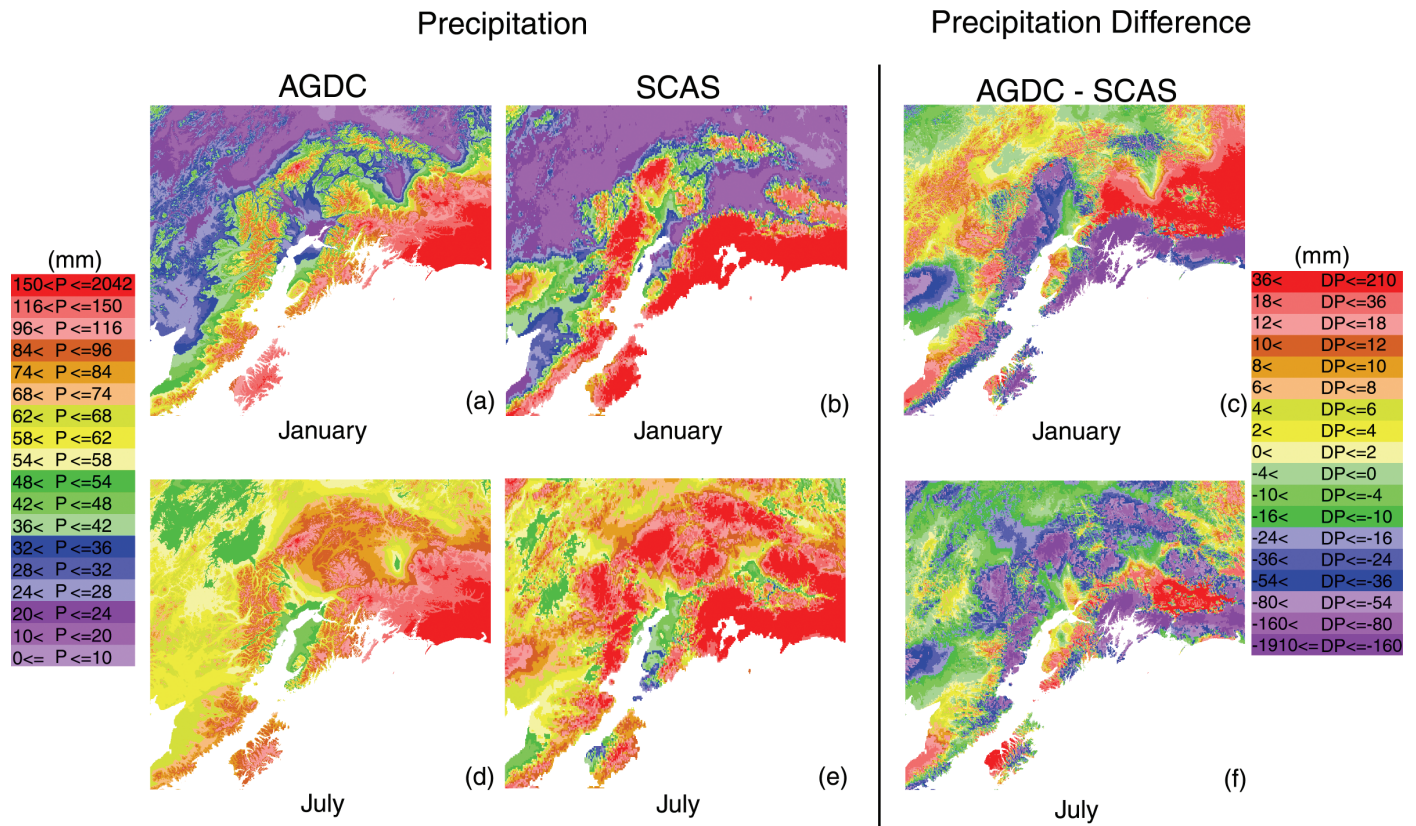 Precipitation
Precipitation Difference
AGDC
SCAS
AGDC - SCAS
(a)
(b)
(c)
January
January
January
(mm)
150<P <=2042
116<P <=150
96< P <=116
84< P <=96
74< P <=84
68< P <=74
62< P <=68
58< P <=62
54< P <=58
48< P <=54
42< P <=48
36< P <=42
32< P <=36
28< P <=32
24< P <=28
20< P <=24
10< P <=20
0<= P <=10
(mm)
36< DP<=210
18< DP<=36
12< DP<=18
10< DP<=12
8< DP<=10
6< DP<=8
4< DP<=6
2< DP<=4
0< DP<=2
-4< DP<=0
-10< DP<=-4
-16< DP<=-10
-24< DP<=-16
-36< DP<=-24
-54< DP<=-36
-80< DP<=-54
-160< DP<=-80
-1910<= DP<=-160
(d)
(e)
(f)
July
July
July